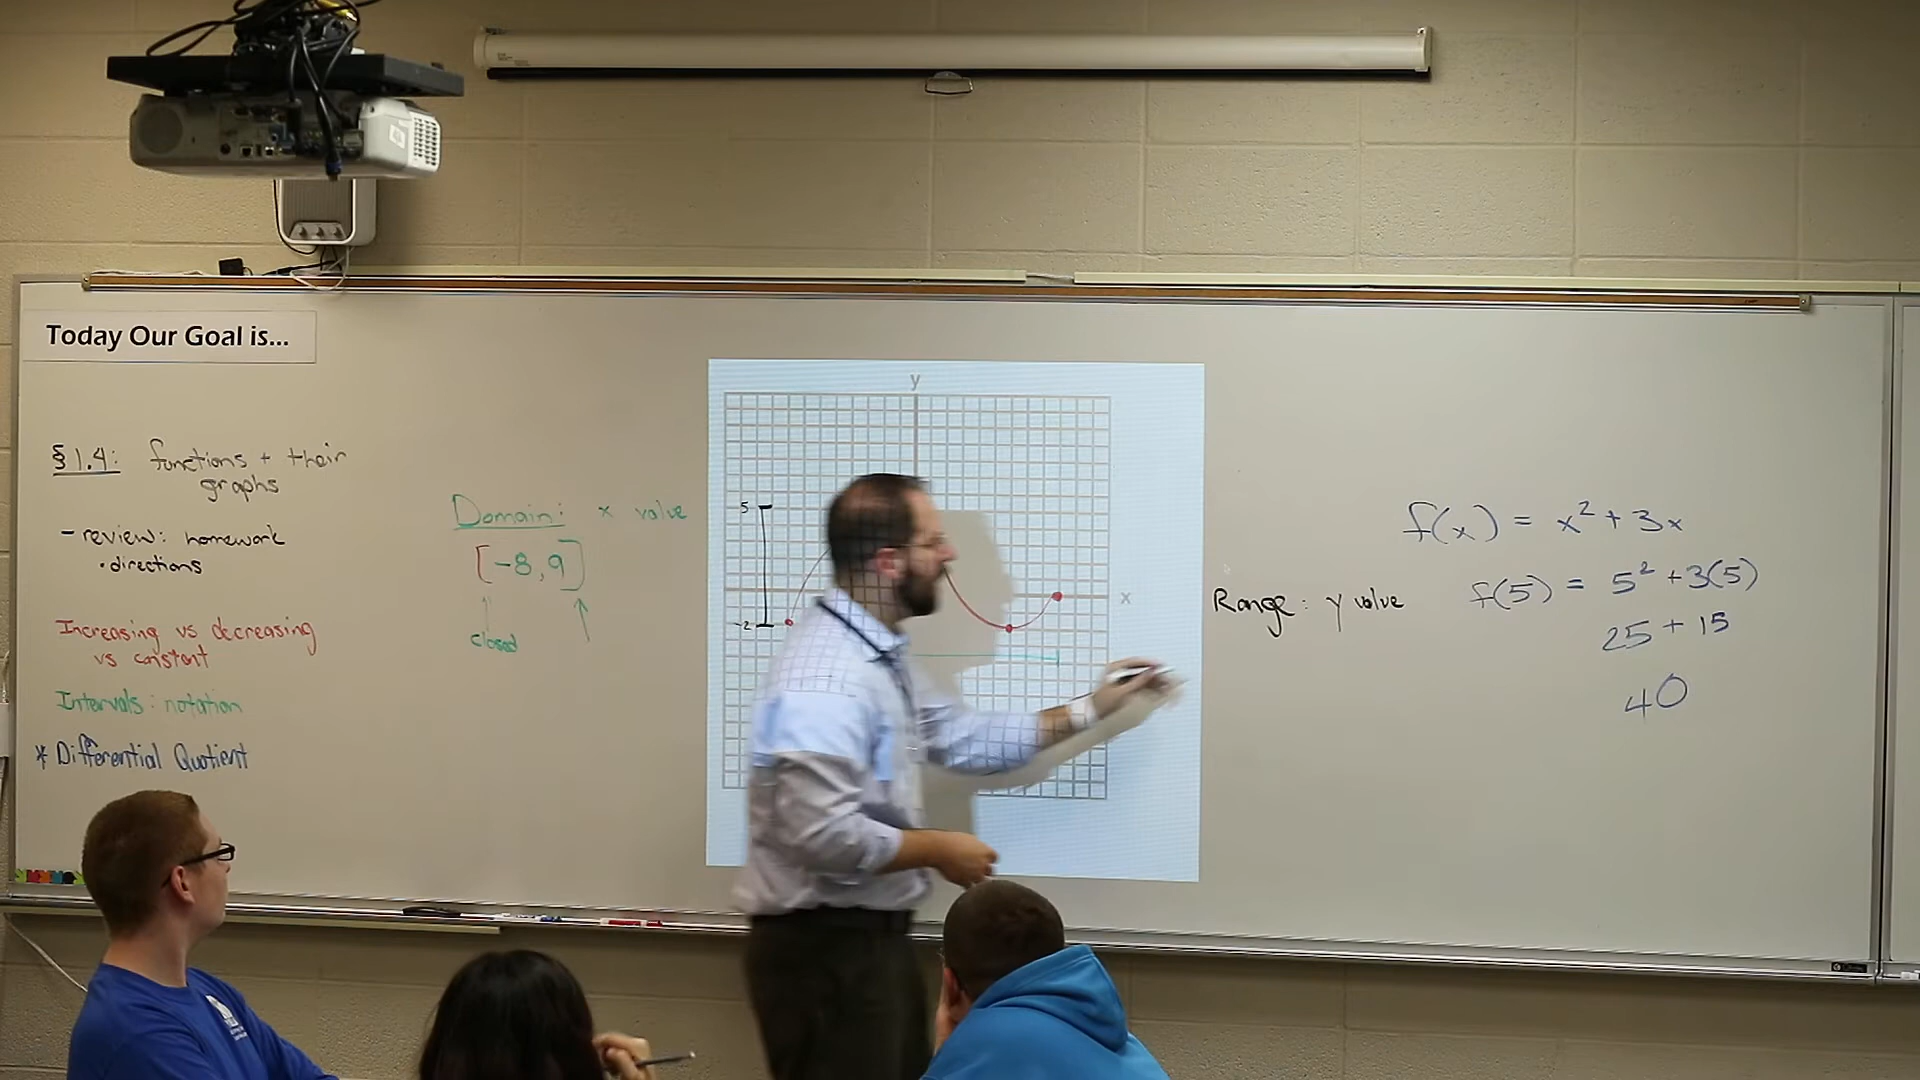 Today Our Goal is...
§ 1.4: functions + their
graphs
- review: homework
• directions
Increasing vs decreasing
vs constant
Intervals: notation
* Differential Quotient
Domain: x value
[-8,9]
closed
y
5
-2
x
Range: y value
f(x) = x² + 3x
f(5) = 5² + 3(5)
25 + 15
40